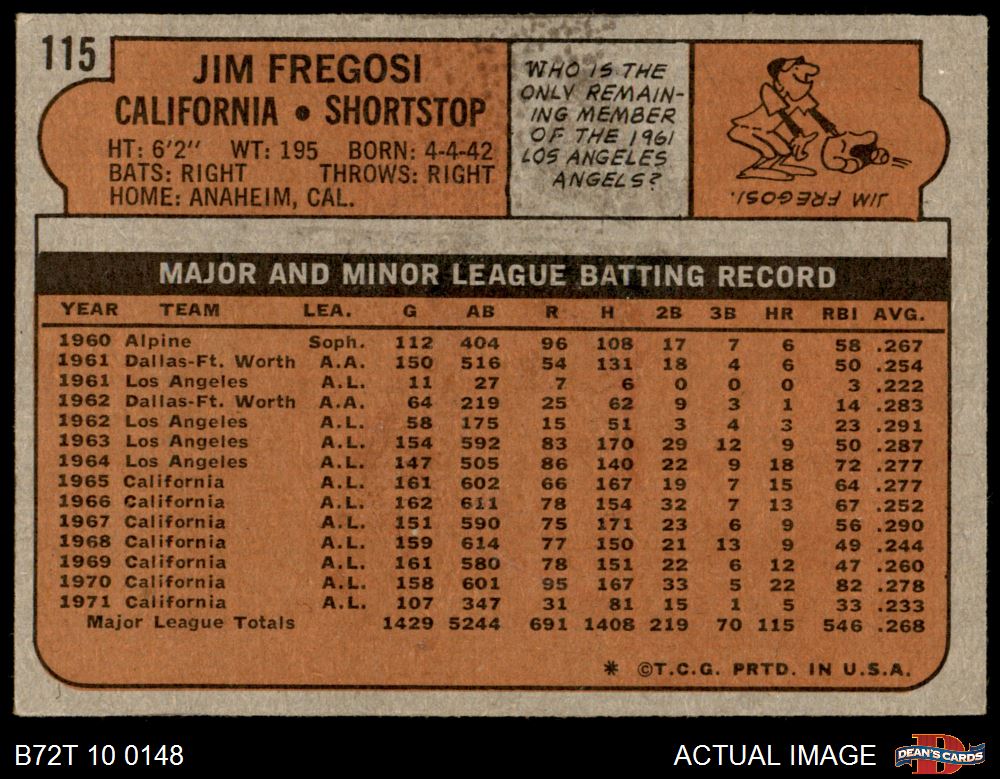 115
JIM FREGOSI
CALIFORNIA • SHORTSTOP
HT: 6'2" WT: 195 BORN: 4-4-42
BATS: RIGHT THROWS: RIGHT
HOME: ANAHEIM, CAL.
WHO IS THE
ONLY REMAIN-
ING MEMBER
OF THE 1961
LOS ANGELES
ANGELS?
JIM FREGOSI.
MAJOR AND MINOR LEAGUE BATTING RECORD
YEAR TEAM LEA. G AB R H 2B 3B HR RBI AVG.
1960 Alpine Soph. 112 404 96 108 17 7 6 58 .267
1961 Dallas-Ft. Worth A.A. 150 516 54 131 18 4 6 50 .254
1961 Los Angeles A.L. 11 27 7 6 0 0 0 3 .222
1962 Dallas-Ft. Worth A.A. 64 219 25 62 9 3 1 14 .283
1962 Los Angeles A.L. 58 175 15 51 3 4 3 23 .291
1963 Los Angeles A.L. 154 592 83 170 29 12 9 50 .287
1964 Los Angeles A.L. 147 505 86 140 22 9 18 72 .277
1965 California A.L. 161 602 66 167 19 7 15 64 .277
1966 California A.L. 162 611 78 154 32 7 13 67 .252
1967 California A.L. 151 590 75 171 23 6 9 56 .290
1968 California A.L. 159 614 77 150 21 13 9 49 .244
1969 California A.L. 161 580 78 151 22 6 12 47 .260
1970 California A.L. 158 601 95 167 33 5 22 82 .278
1971 California A.L. 107 347 31 81 15 1 5 33 .233
Major League Totals 1429 5244 691 1408 219 70 115 546 .268
* ©T.C.G. PRTD. IN U.S.A.
B72T 10 0148
ACTUAL IMAGE
D
DEAN'S CARDS